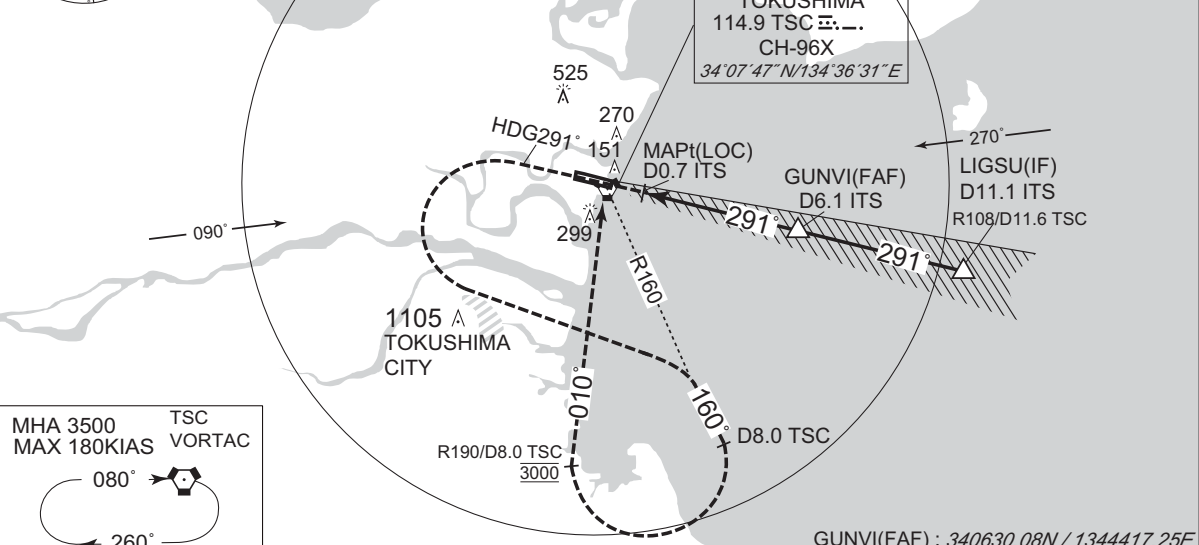 TOKUSHIMA
114.9 TSC
CH-96X
34°07′47″N/134°36′31″E
525
270
HDG291°
151
MAPt(LOC)
D0.7 ITS
GUNVI(FAF)
D6.1 ITS
270°
LIGSU(IF)
D11.1 ITS
R108/D11.6 TSC
291°
291°
090°
299
R160
1105
TOKUSHIMA
CITY
010°
160°
D8.0 TSC
R190/D8.0 TSC
3000
MHA 3500
MAX 180KIAS
TSC
VORTAC
080°
260°
GUNVI(FAF) : 340630.08N / 1344417.25E